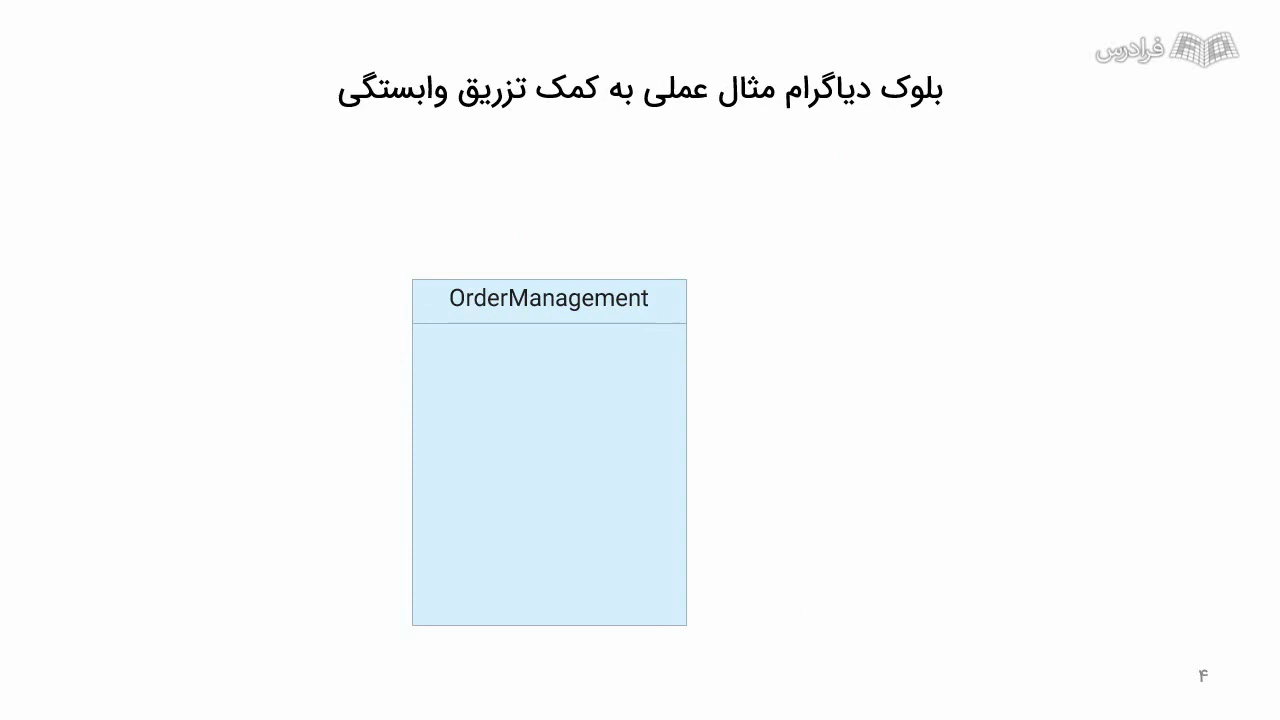 فرادرس
بلوک دیاگرام مثال عملی به کمک تزریق وابستگی
OrderManagement
۴